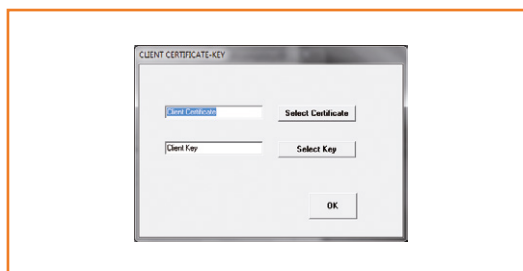 CLIENT CERTIFICATE-KEY
Client Certificate
Select Certificate
Client Key
Select Key
OK